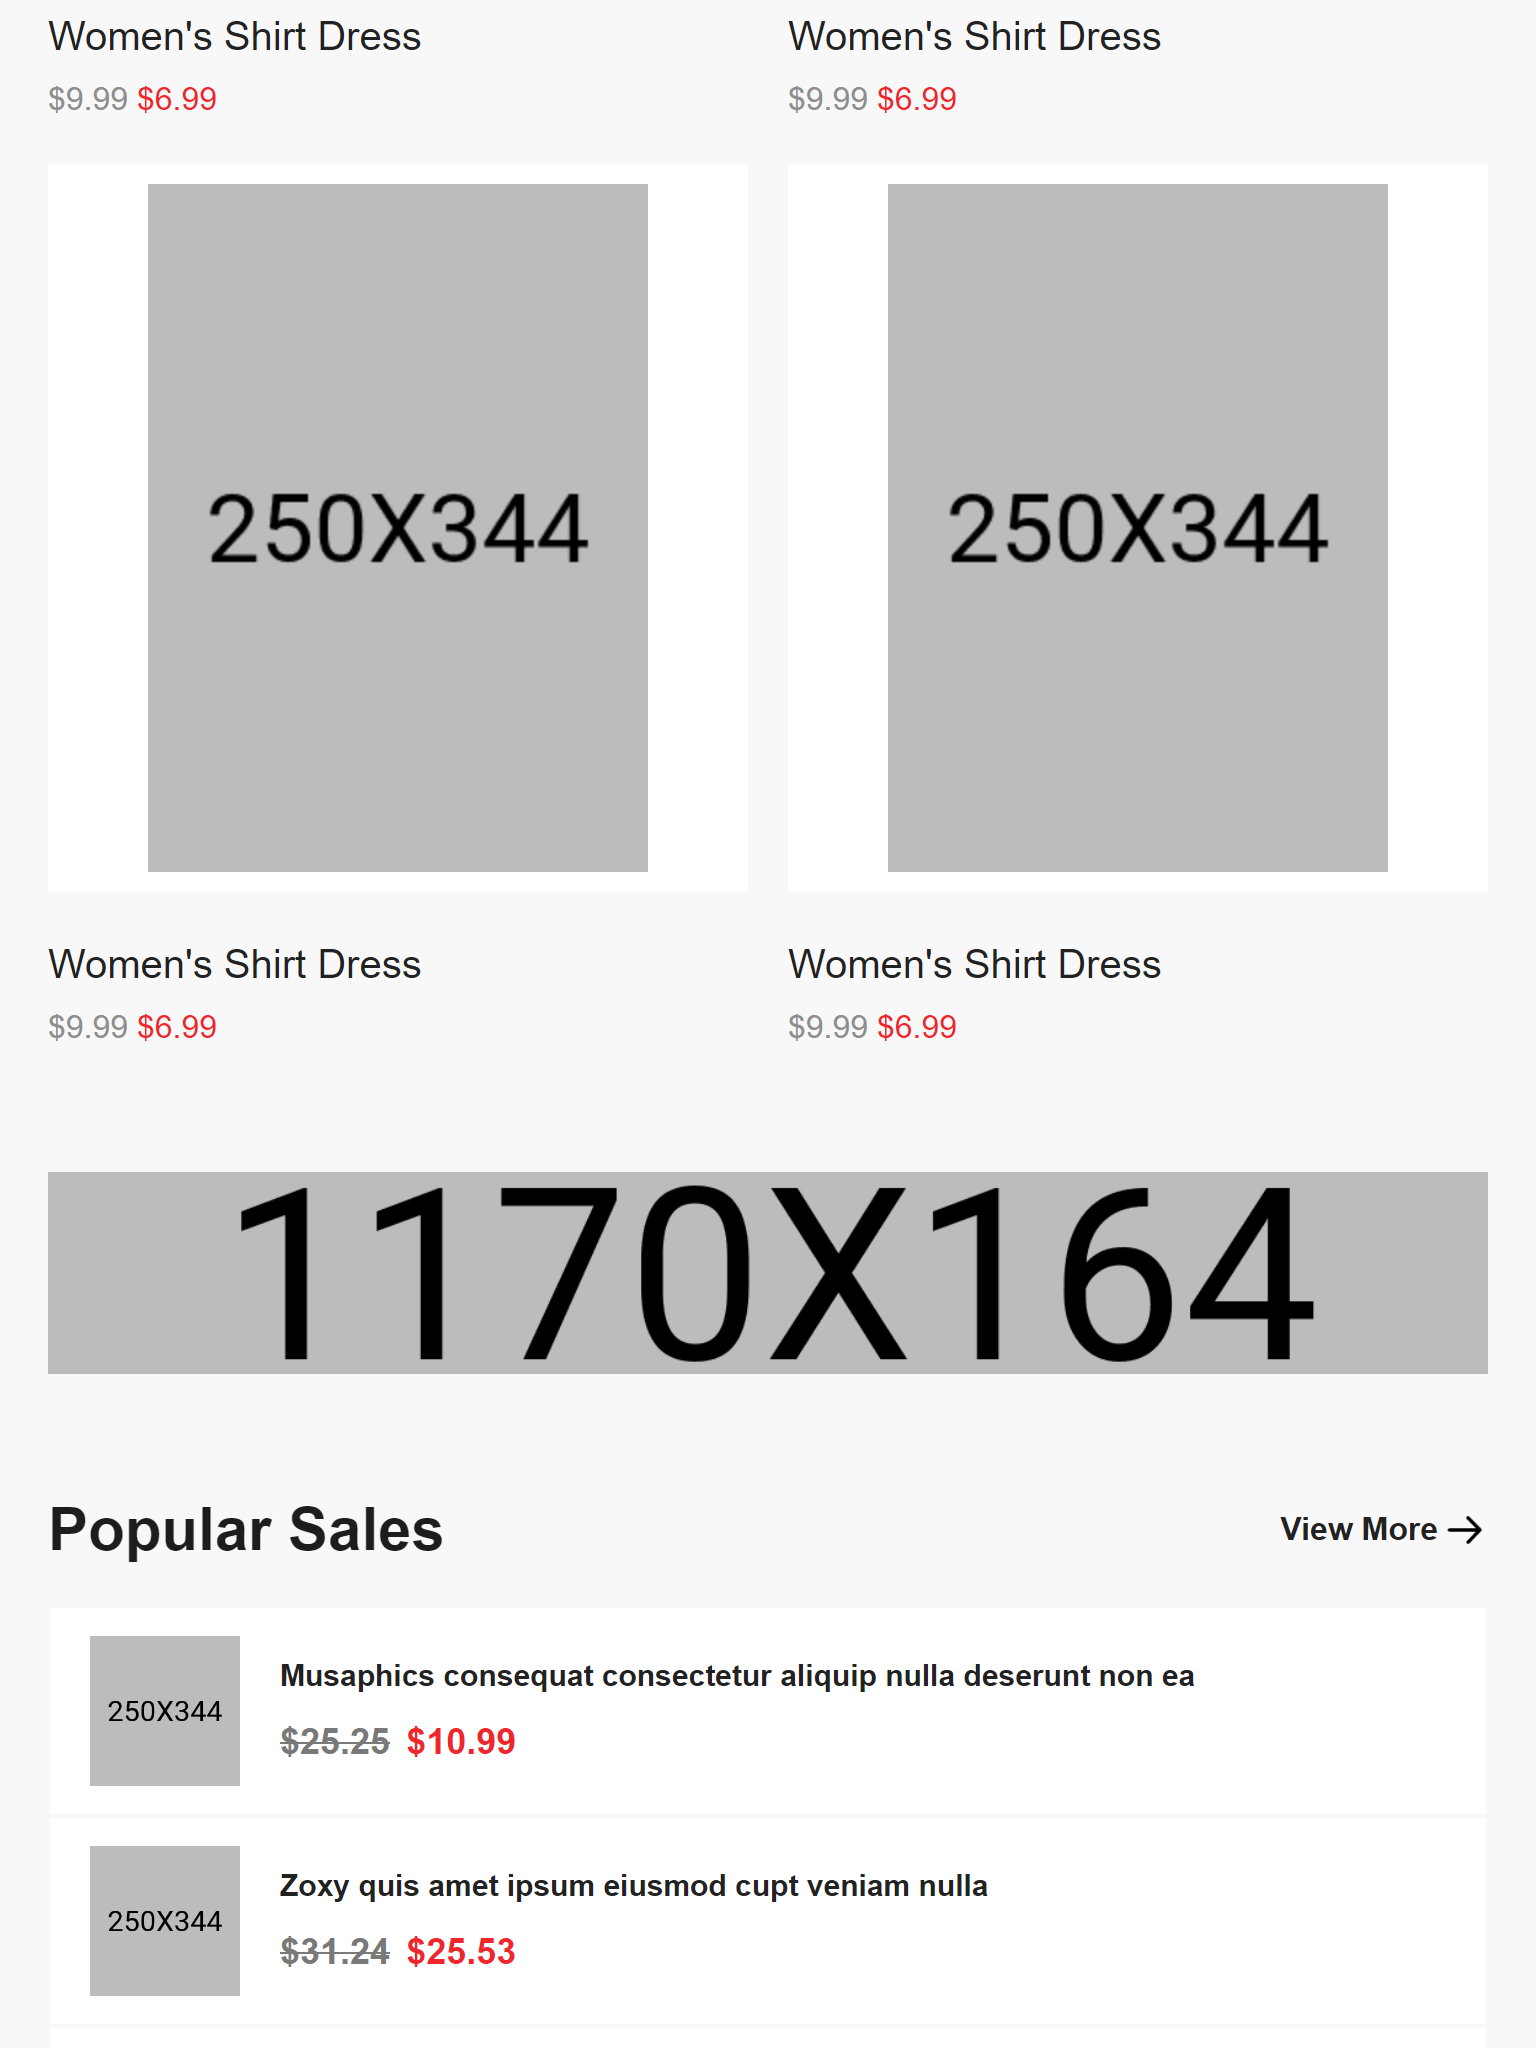 Women's Shirt Dress Women's Shirt Dress
$9.99 $6.99 $9.99 $6.99
250X344 250X344
Women's Shirt Dress Women's Shirt Dress
$9.99 $6.99 $9.99 $6.99
1170X164
Popular Sales View More
250X344
Musaphics consequat consectetur aliquip nulla deserunt non ea
$25.25 $10.99
250X344
Zoxy quis amet ipsum eiusmod cupt veniam nulla
$31.24 $25.53